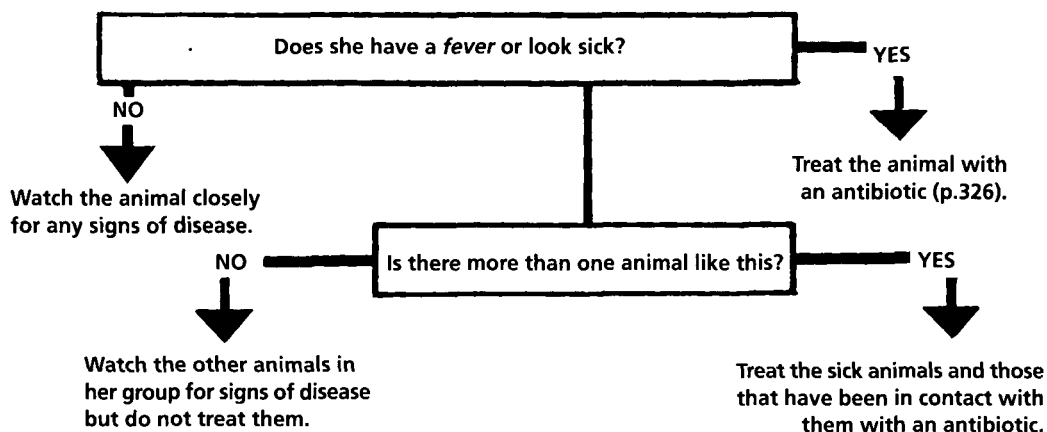 Does she have a fever or look sick?
YES
NO
Treat the animal with
an antibiotic (p.326).
Watch the animal closely
for any signs of disease.
Is there more than one animal like this?
NO
YES
Watch the other animals in
her group for signs of disease
but do not treat them.
Treat the sick animals and those
that have been in contact with
them with an antibiotic.